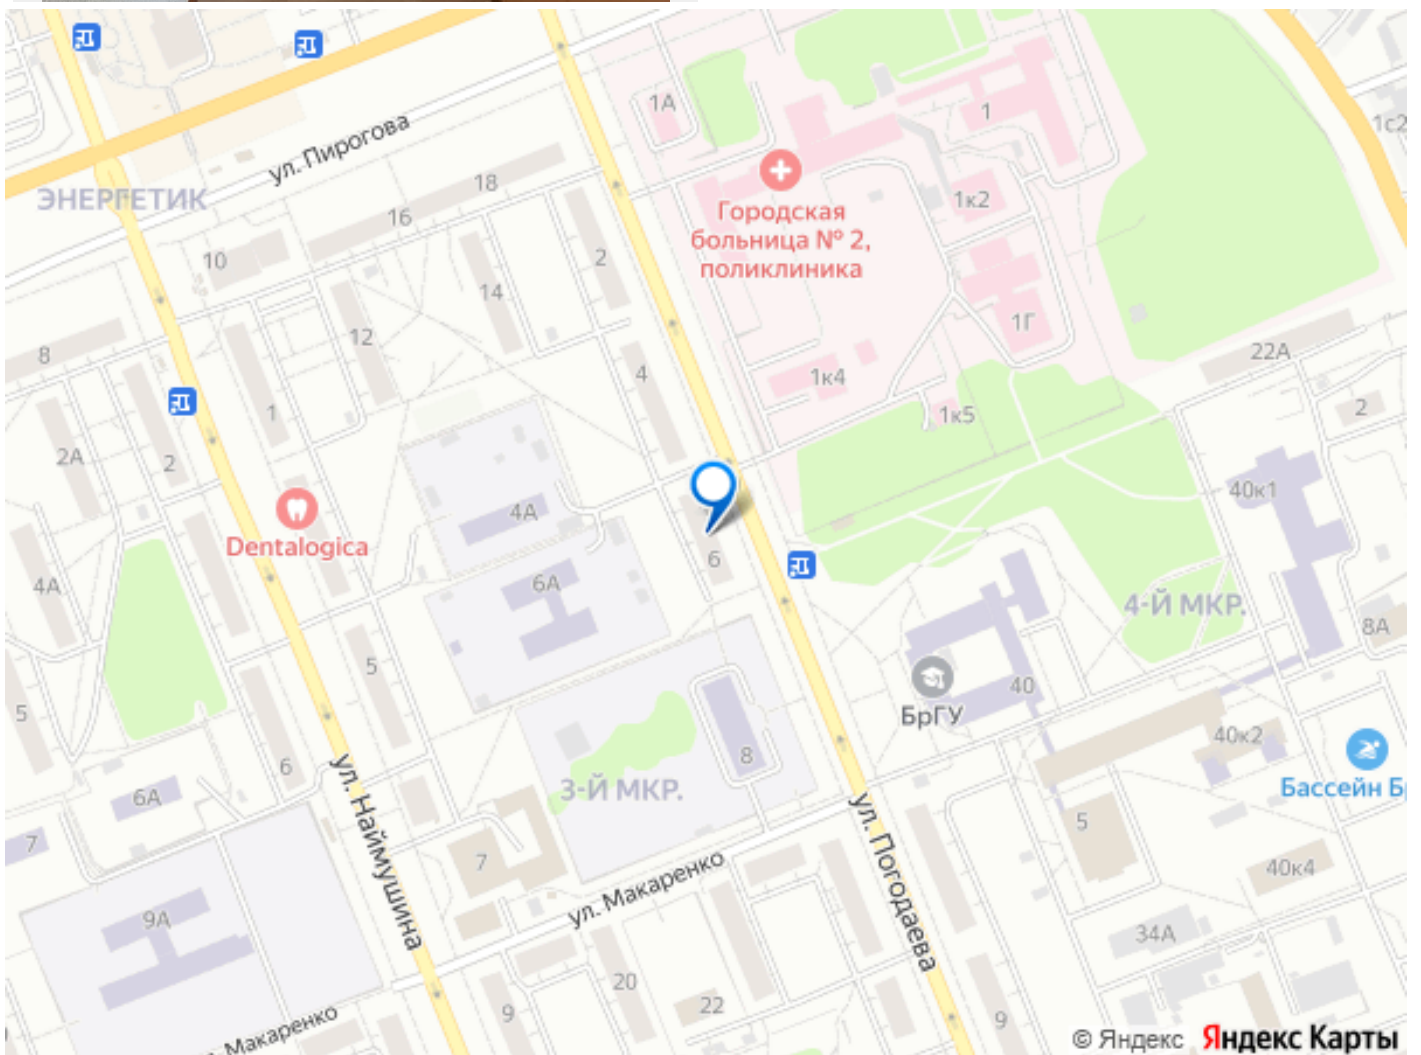 ул. Пирогова
ЭНЕРГЕТИК
1А
1
1с2
18
16
10
2
14
12
8
Городская
больница № 2,
поликлиника
1к2
1Г
1к4
1к5
22А
2
4
1
2А
2
4А
Dentalogica
4А
6А
6
40к1
4-Й МКР.
8А
5
5
6
6А
7
БрГУ
40
40к2
Бассейн Бр
8
3-Й МКР.
7
ул. Наймушина
ул. Макаренко
ул. Погодаева
5
40к4
34А
9А
20
22
9
9
Макаренко
© Яндекс Яндекс Карты